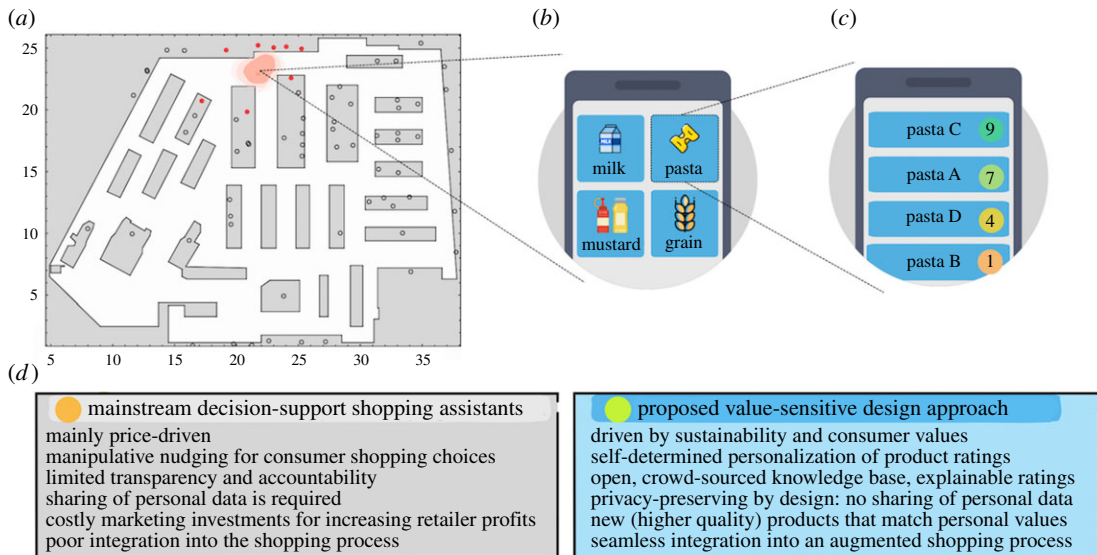 (a)
25
20
15
10
5
5 10 15 20 25 30 35
(b)
MILK
milk
pasta
mustard
grain
(c)
pasta C 9
pasta A 7
pasta D 4
pasta B 1
(d)
mainstream decision-support shopping assistants
mainly price-driven
manipulative nudging for consumer shopping choices
limited transparency and accountability
sharing of personal data is required
costly marketing investments for increasing retailer profits
poor integration into the shopping process
proposed value-sensitive design approach
driven by sustainability and consumer values
self-determined personalization of product ratings
open, crowd-sourced knowledge base, explainable ratings
privacy-preserving by design: no sharing of personal data
new (higher quality) products that match personal values
seamless integration into an augmented shopping process